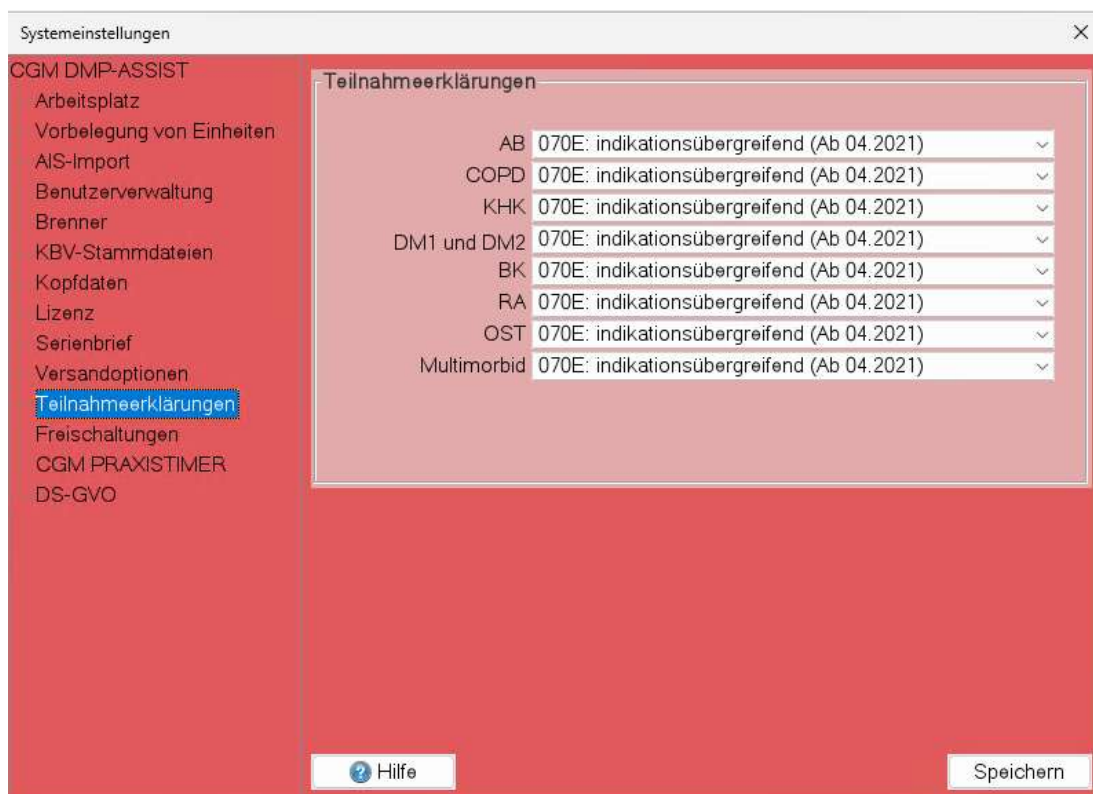 Systemeinstellungen
CGM DMP-ASSIST
Arbeitsplatz
Vorbelegung von Einheiten
AIS-Import
Benutzerverwaltung
Brenner
KBV-Stammdateien
Kopfdaten
Lizenz
Serienbrief
Versandoptionen
Teilnahmeerklärungen
Freischaltungen
CGM PRAXISTIMER
DS-GVO
Teilnahmeerklärungen
AB 070E: indikationsübergreifend (Ab 04.2021)
COPD 070E: indikationsübergreifend (Ab 04.2021)
KHK 070E: indikationsübergreifend (Ab 04.2021)
DM1 und DM2 070E: indikationsübergreifend (Ab 04.2021)
BK 070E: indikationsübergreifend (Ab 04.2021)
RA 070E: indikationsübergreifend (Ab 04.2021)
OST 070E: indikationsübergreifend (Ab 04.2021)
Multimorbid 070E: indikationsübergreifend (Ab 04.2021)
Hilfe
Speichern